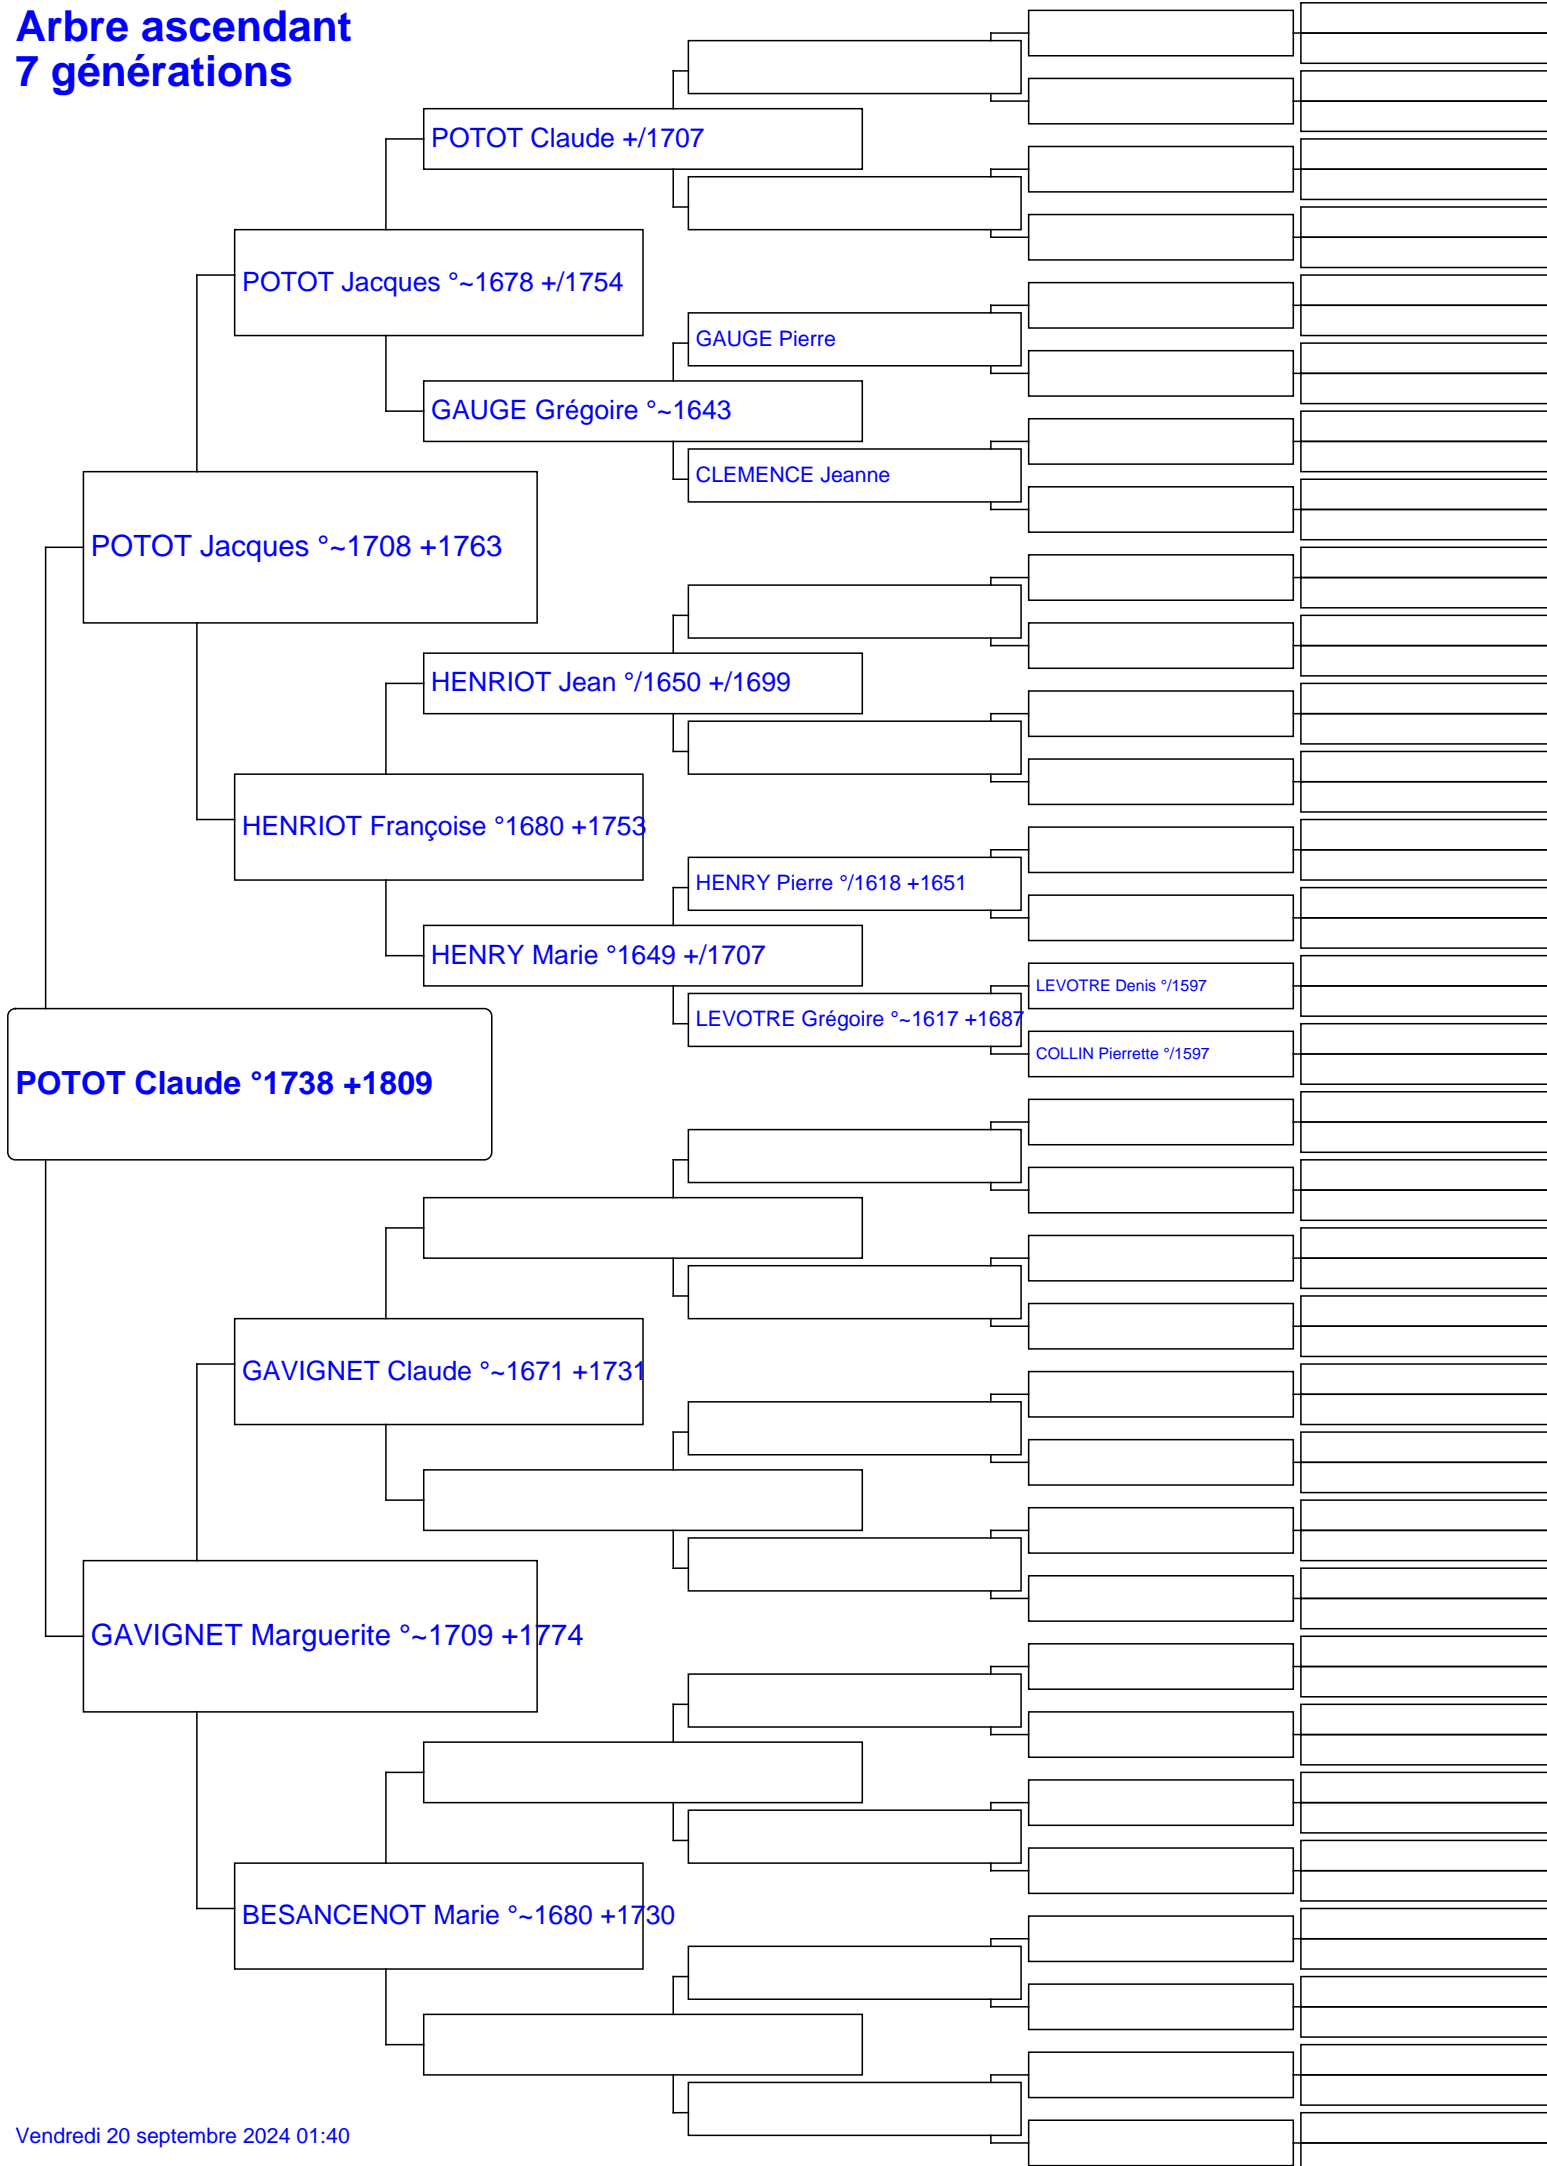 Arbre ascendant
7 générations
POTOT Claude +/1707
POTOT Jacques °~1678 +/1754
GAUGE Pierre
GAUGE Grégoire °~1643
CLEMENCE Jeanne
POTOT Jacques °~1708 +1763
HENRIOT Jean °/1650 +/1699
HENRIOT Françoise °1680 +1753
HENRY Pierre °/1618 +1651
HENRY Marie °1649 +/1707
LEVOTRE Denis °/1597
LEVOTRE Grégoire °~1617 +1687
COLLIN Pierrette °/1597
POTOT Claude °1738 +1809
GAVIGNET Claude °~1671 +1731
GAVIGNET Marguerite °~1709 +1774
BESANCENOT Marie °~1680 +1730
Vendredi 20 septembre 2024 01:40